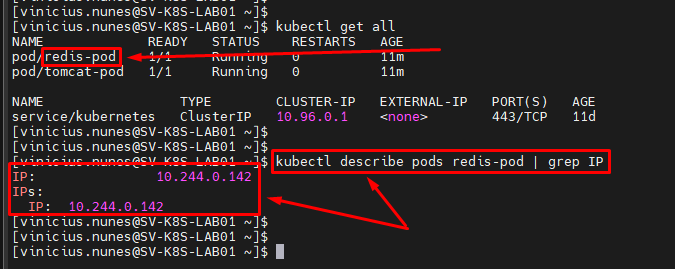 [vinicius.nunes@SV-K8S-LAB01 ~]$
[vinicius.nunes@SV-K8S-LAB01 ~]$ kubectl get all
NAME READY STATUS RESTARTS AGE
pod/redis-pod 1/1 Running 0 11m
pod/tomcat-pod 1/1 Running 0 11m
NAME TYPE CLUSTER-IP EXTERNAL-IP PORT(S) AGE
service/kubernetes ClusterIP 10.96.0.1 <none> 443/TCP 11d
[vinicius.nunes@SV-K8S-LAB01 ~]$
[vinicius.nunes@SV-K8S-LAB01 ~]$
[vinicius.nunes@SV-K8S-LAB01 ~]$ kubectl describe pods redis-pod | grep IP
IP: 10.244.0.142
IPs:
IP: 10.244.0.142
[vinicius.nunes@SV-K8S-LAB01 ~]$
[vinicius.nunes@SV-K8S-LAB01 ~]$
[vinicius.nunes@SV-K8S-LAB01 ~]$